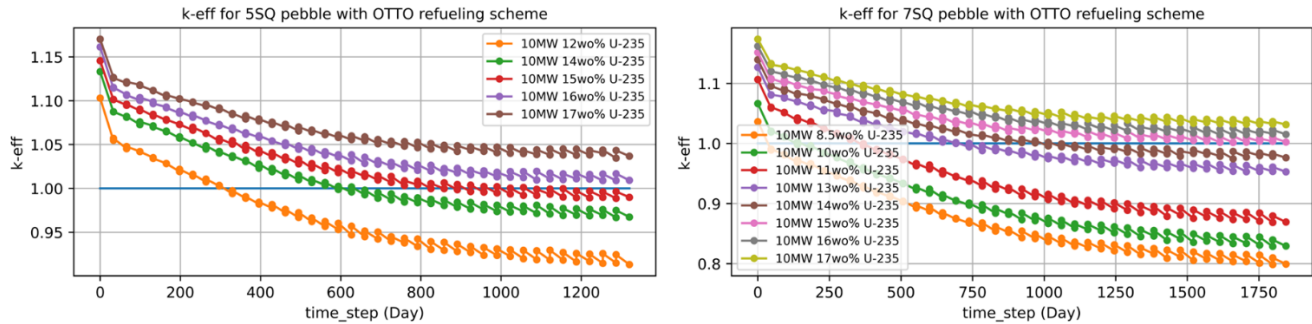 k-eff for 5SQ pebble with OTTO refueling scheme
k-eff
1.15
1.10
1.05
1.00
0.95
10MW 12wo% U-235
10MW 14wo% U-235
10MW 15wo% U-235
10MW 16wo% U-235
10MW 17wo% U-235
0
200
400
600
800
1000
1200
time_step (Day)
k-eff for 7SQ pebble with OTTO refueling scheme
k-eff
1.1
1.0
0.9
0.8
10MW 8.5wo% U-235
10MW 10wo% U-235
10MW U-235
10MW 13wo% U-235
10MW 14wo% U-235
10MW 15wo% U-235
10MW 16wo% U-235
10MW 17wo% U-235
0
250
500
750
1000
1250
1500
1750
time_step (Day)